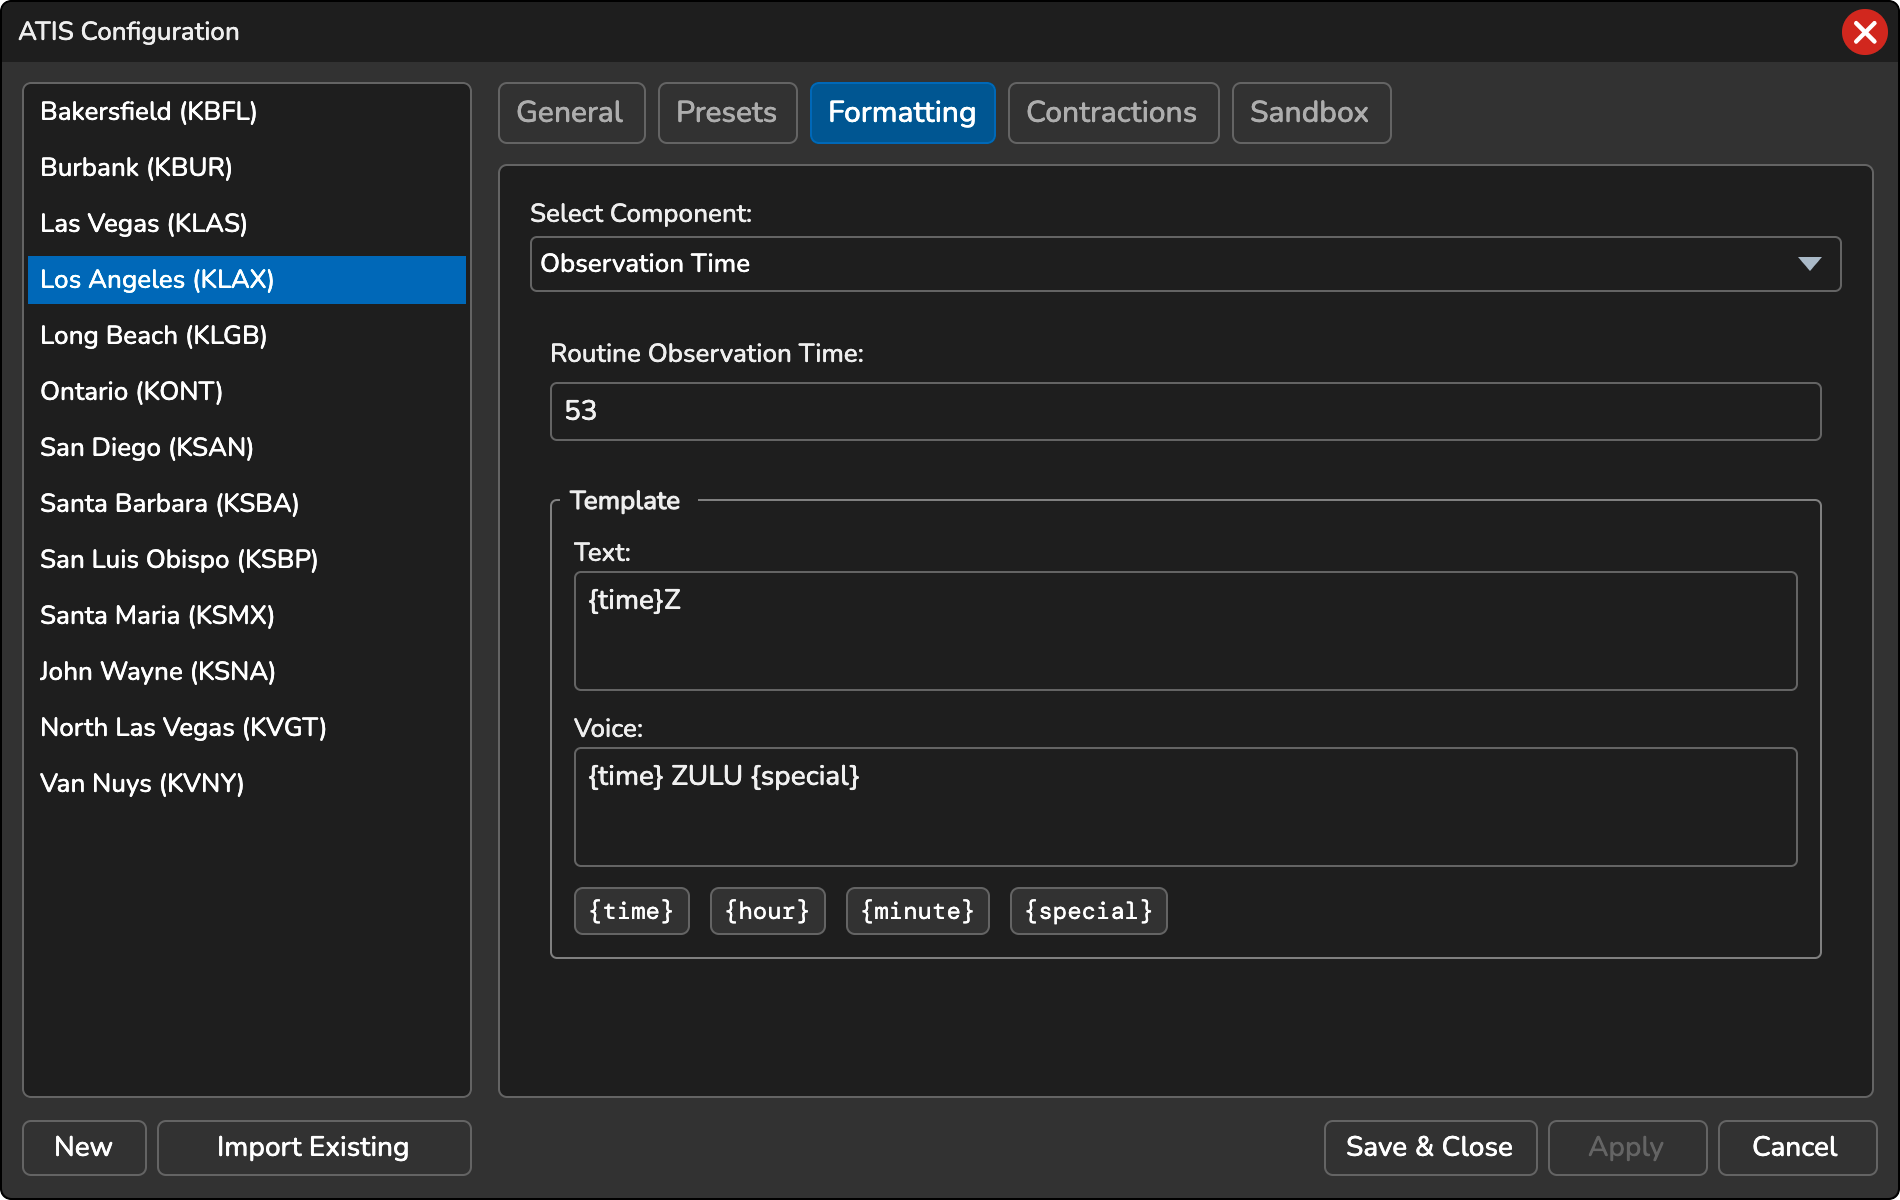 ATIS Configuration
Bakersfield (KBFL)
Burbank (KBUR)
Las Vegas (KLAS)
Los Angeles (KLAX)
Long Beach (KLGB)
Ontario (KONT)
San Diego (KSAN)
Santa Barbara (KSBA)
San Luis Obispo (KSBP)
Santa Maria (KSMX)
John Wayne (KSNA)
North Las Vegas (KVGT)
Van Nuys (KVNY)
New
Import Existing
General
Presets
Formatting
Contractions
Sandbox
Select Component:
Observation Time
Routine Observation Time:
53
Template
Text:
{time}Z
Voice:
{time} ZULU {special}
{time}
{hour}
{minute}
{special}
Save & Close
Apply
Cancel